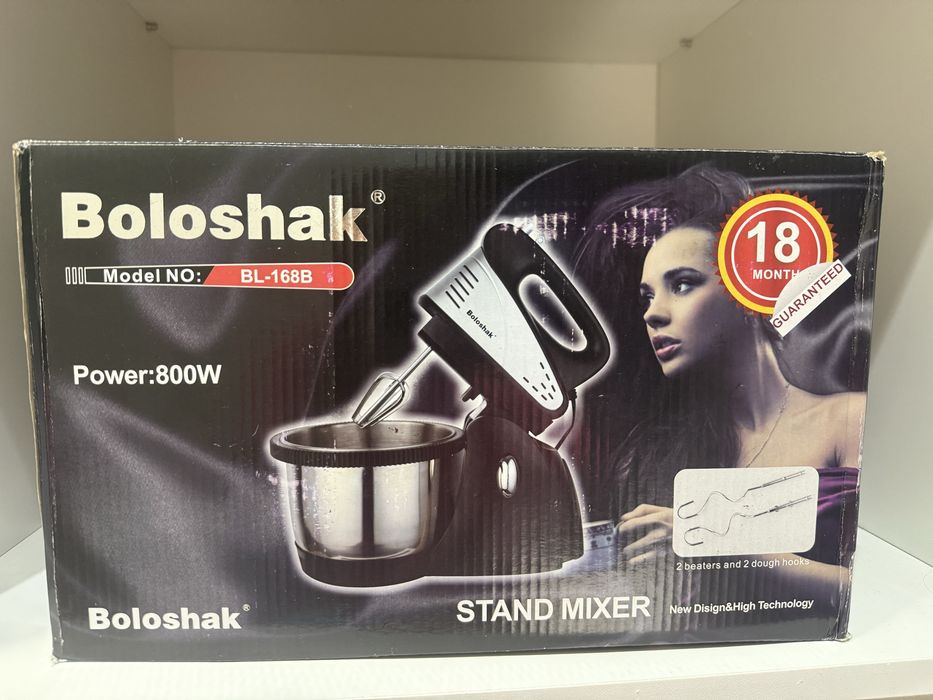 Boloshak®
Model NO: BL-168B
18
MONTH
GUARANTEED
Power:800W
Boloshak
2 beaters and 2 dough hooks
Boloshak®
STAND MIXER
New Disign&High Technology